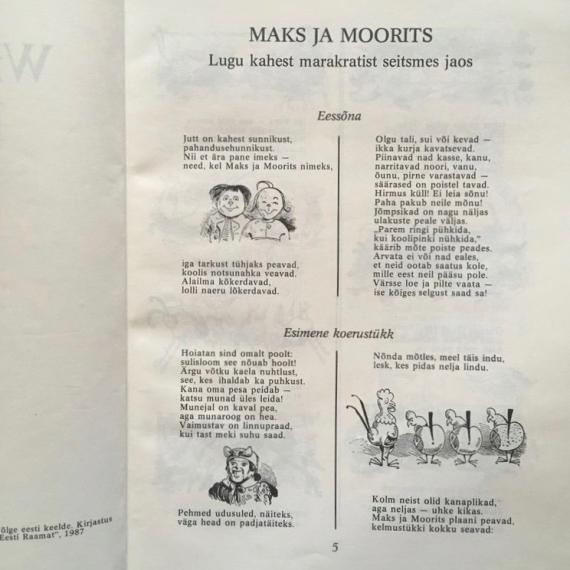 MAKS JA MOORITS
Lugu kahest marakratist seitsmes jaos
Eessõna
Jutt on kahest sunnikust,
pahandusehunnikust.
Nii et ära pane imeks —
need, kel Maks ja Moorits nimeks,
iga tarkust tühjaks peavad,
koolis notsunahka veavad.
Alailma kõkerdavad,
lolli naeru lõkerdavad.
Olgu tali, sui või kevad —
ikka kurja kavatsevad.
Piinavad nad kasse, kanu,
narritavad noori, vanu,
õunu, pirne varastavad —
säärased on poistel tavad.
Hirmus küll! Ei leia sõnu!
Paha pakub neile mõnu!
Jõmpsikad on nagu näljas
ulakuste peale väljas.
„Parem ringi pühkida,
kui koolipinki nühkida,"
käärib mõte poiste peades.
Arvata ei või nad eales,
et neid ootab saatus kole,
mille eest neil pääsu pole.
Värsse loe ja pilte vaata —
ise kõiges selgust saad sa!
Esimene koerustükk
Hoiatan sind omalt poolt:
sulisloom see nõuab hoolt!
Ärgu võtku kaela nuhtlust,
see, kes ihaldab ka puhkust.
Kana oma pesa peidab —
katsu munad üles leida!
Munejal on kaval pea,
aga munaroog on hea.
Vaimustav on linnupraad,
kui tast meki suhu saad.
Pehmed udusuled, näiteks,
väga head on padjatäiteks.
Nõnda mõtles, meel täis indu,
lesk, kes pidas nelja lindu.
Kolm neist olid kanaplikad,
aga neljas — uhke kikas.
Maks ja Moorits plaani peavad,
kelmustükki kokku seavad:
5
õlge eesti keelde. Kirjastus
Eesti Raamat", 1987